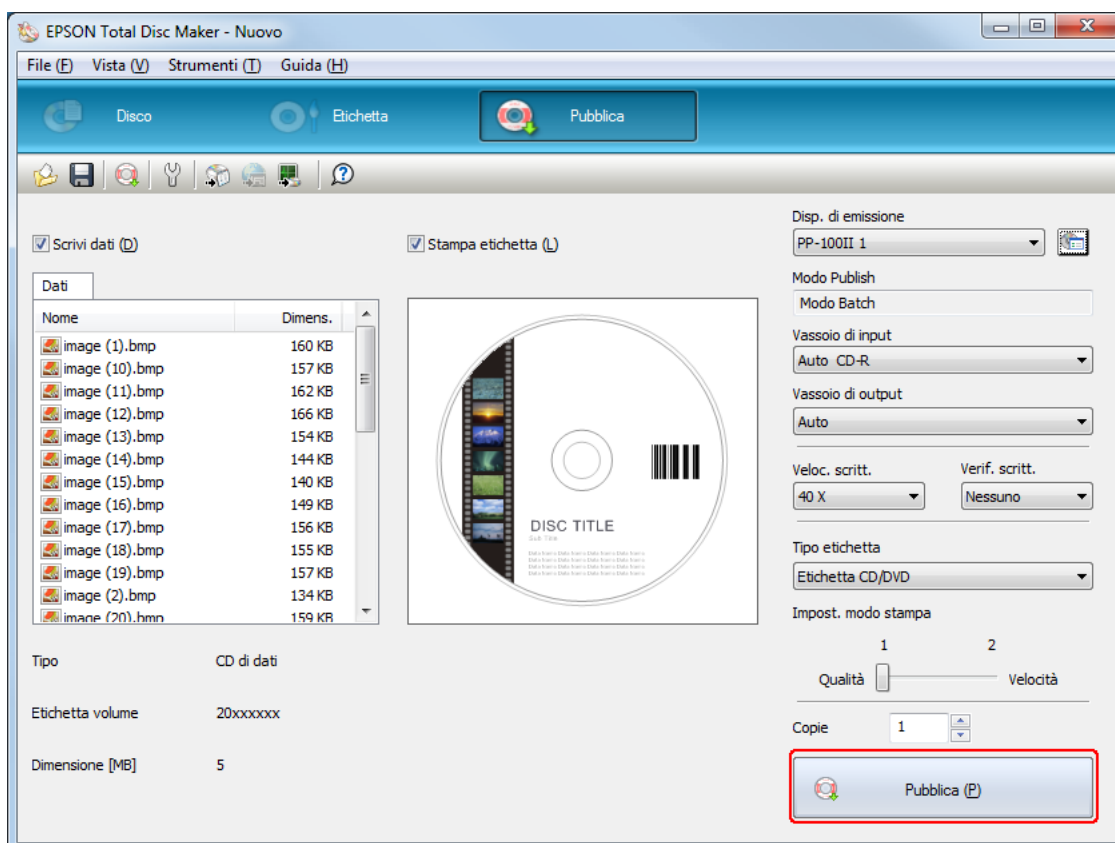 EPSON Total Disc Maker - Nuovo
File (F) Vista (V) Strumenti (T) Guida (H)
Disco Etichetta Pubblica
Scrivi dati (D)
Stampa etichetta (L)
Dati
Nome Dimens.
image (1).bmp 160 KB
image (10).bmp 157 KB
image (11).bmp 162 KB
image (12).bmp 166 KB
image (13).bmp 154 KB
image (14).bmp 144 KB
image (15).bmp 140 KB
image (16).bmp 149 KB
image (17).bmp 156 KB
image (18).bmp 155 KB
image (19).bmp 157 KB
image (2).bmp 134 KB
image (20).bmp 159 KB
DISC TITLE
Sub Title
Tipo CD di dati
Etichetta volume 20xxxxxx
Dimensione [MB] 5
Disp. di emissione
PP-100II 1
Modo Publish
Modo Batch
Vassoio di input
Auto CD-R
Vassoio di output
Auto
Veloc. scritt. Verif. scritt.
40 X Nessuno
Tipo etichetta
Etichetta CD/DVD
Impost. modo stampa
1 2
Qualità Velocità
Copie 1
Pubblica (P)